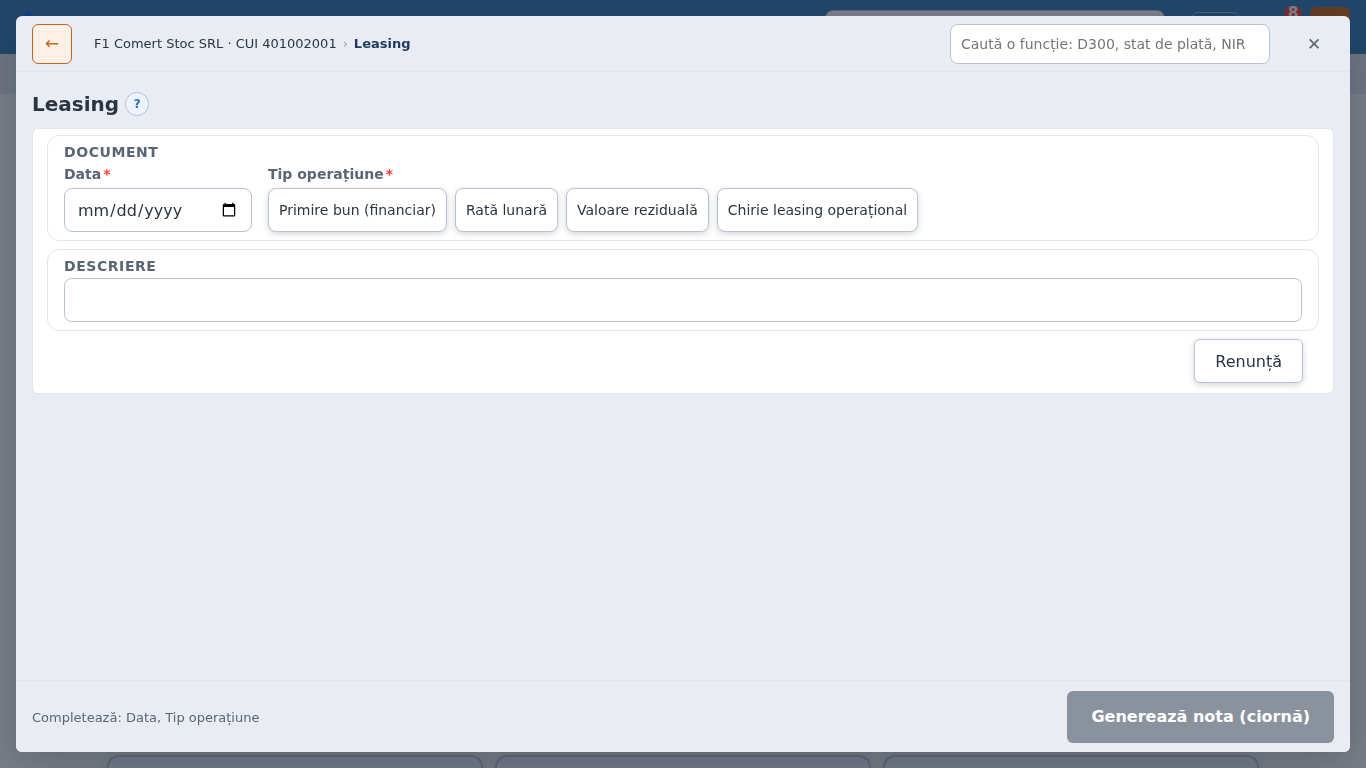 8
← F1 Comert Stoc SRL · CUI 401002001 › Leasing Caută o funcție: D300, stat de plată, NIR ✕
Leasing ?
DOCUMENT
Data* Tip operațiune*
mm/dd/yyyy Primire bun (financiar) Rată lunară Valoare reziduală Chirie leasing operațional
DESCRIERE
Renunță
Completează: Data, Tip operațiune Generează nota (ciornă)